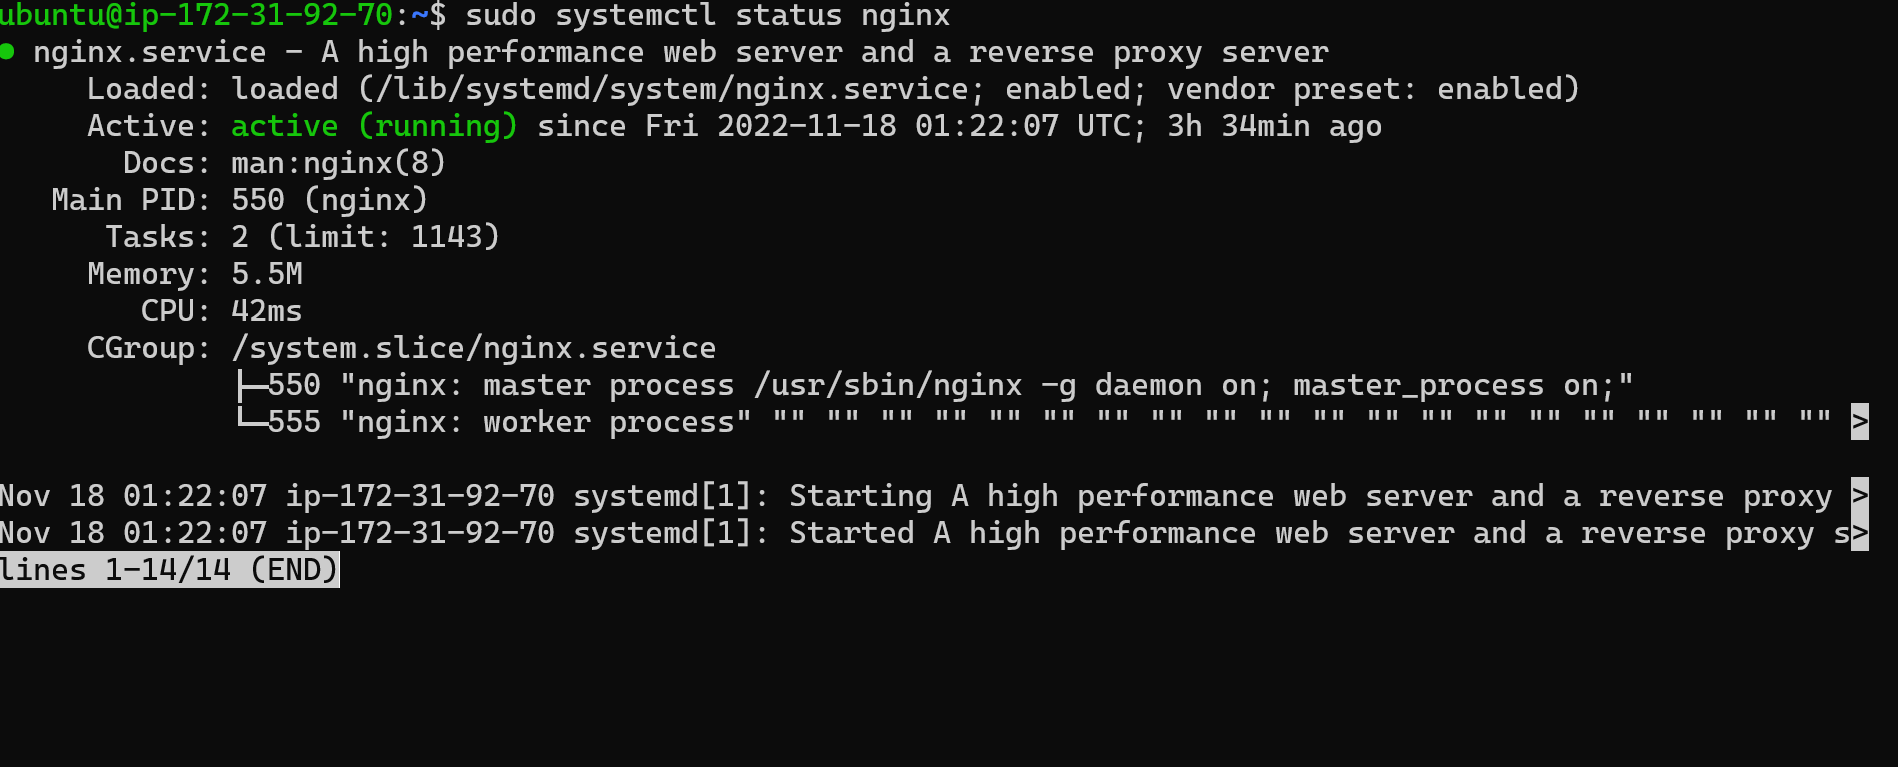 ubuntu@ip-172-31-92-70:~$ sudo systemctl status nginx
● nginx.service - A high performance web server and a reverse proxy server
     Loaded: loaded (/lib/systemd/system/nginx.service; enabled; vendor preset: enabled)
     Active: active (running) since Fri 2022-11-18 01:22:07 UTC; 3h 34min ago
       Docs: man:nginx(8)
   Main PID: 550 (nginx)
      Tasks: 2 (limit: 1143)
     Memory: 5.5M
        CPU: 42ms
     CGroup: /system.slice/nginx.service
             ├─550 "nginx: master process /usr/sbin/nginx -g daemon on; master_process on;"
             └─555 "nginx: worker process" "" "" "" "" "" "" "" "" "" "" "" "" "" "" "" "" "" "" "" "" >
Nov 18 01:22:07 ip-172-31-92-70 systemd[1]: Starting A high performance web server and a reverse proxy >
Nov 18 01:22:07 ip-172-31-92-70 systemd[1]: Started A high performance web server and a reverse proxy s>
lines 1-14/14 (END)